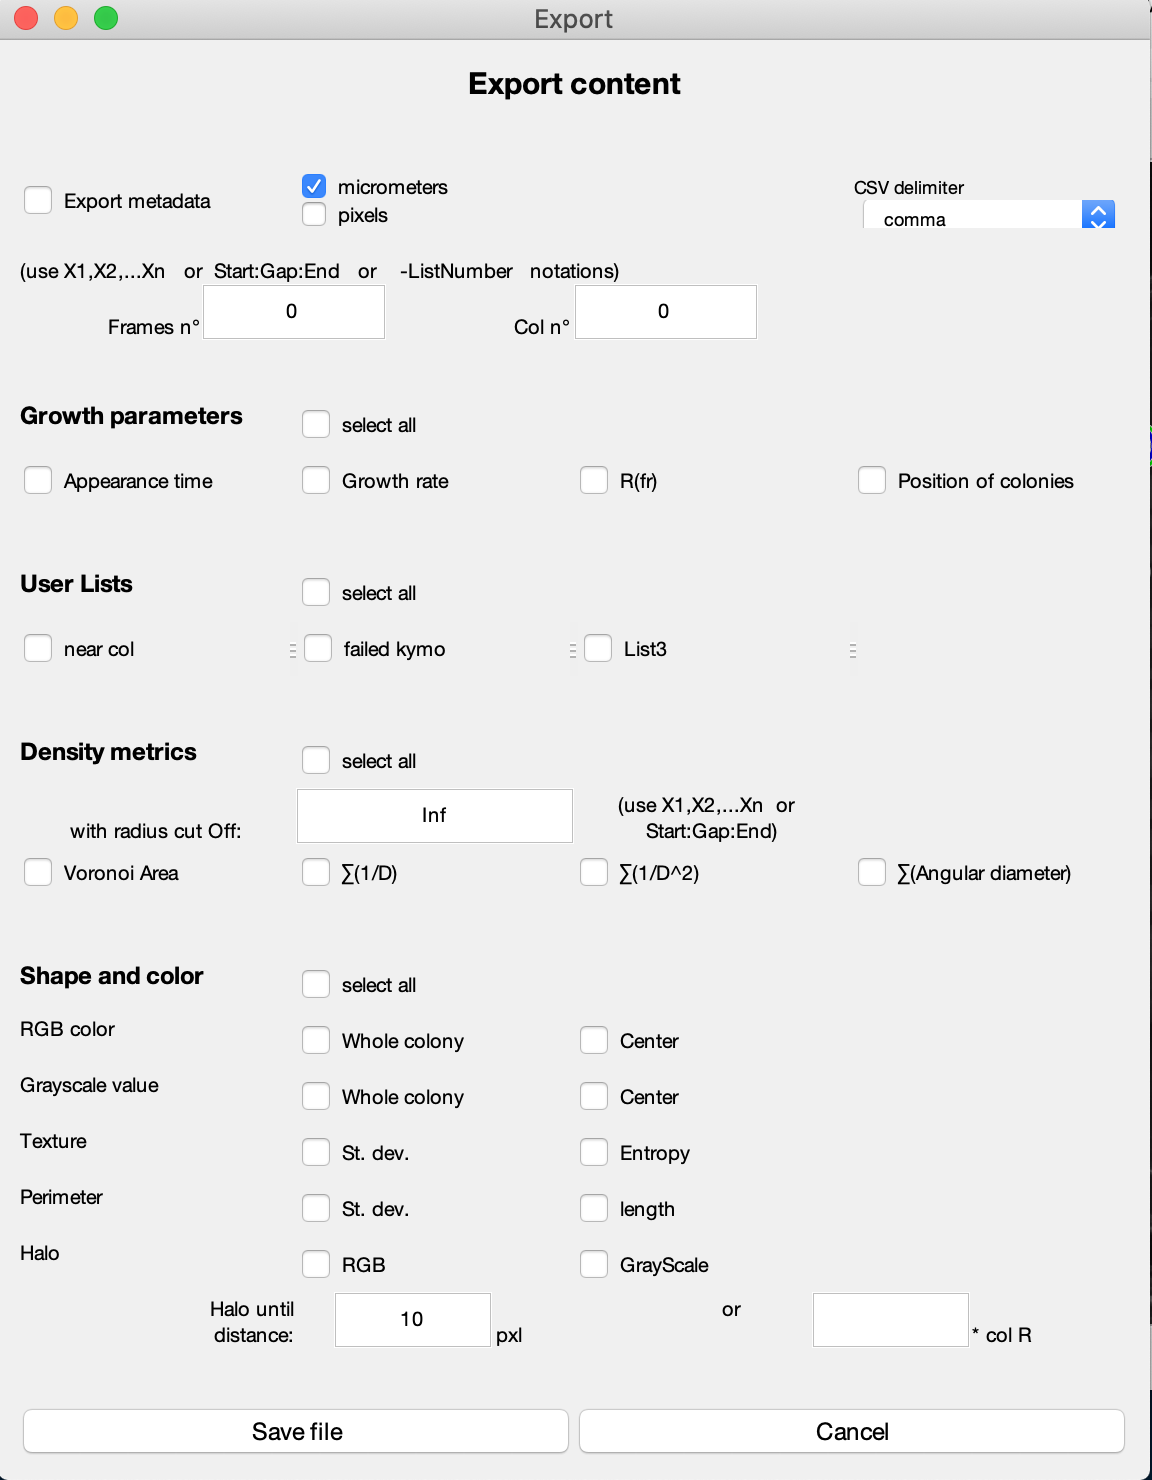 Export
Export content
Export metadata
micrometers
pixels
CSV delimiter
comma
(use X1,X2,...Xn or Start:Gap:End or -ListNumber notations)
Frames n° 0 Col n° 0
Growth parameters select all
Appearance time Growth rate R(fr) Position of colonies
User Lists select all
near col failed kymo List3
Density metrics select all
with radius cut Off: Inf
(use X1,X2,...Xn or
Start:Gap:End)
Voronoi Area ∑(1/D) ∑(1/D^2) ∑(Angular diameter)
Shape and color select all
RGB color Whole colony Center
Grayscale value Whole colony Center
Texture St. dev. Entropy
Perimeter St. dev. length
Halo RGB GrayScale
Halo until
distance: 10 pxl or * col R
Save file Cancel